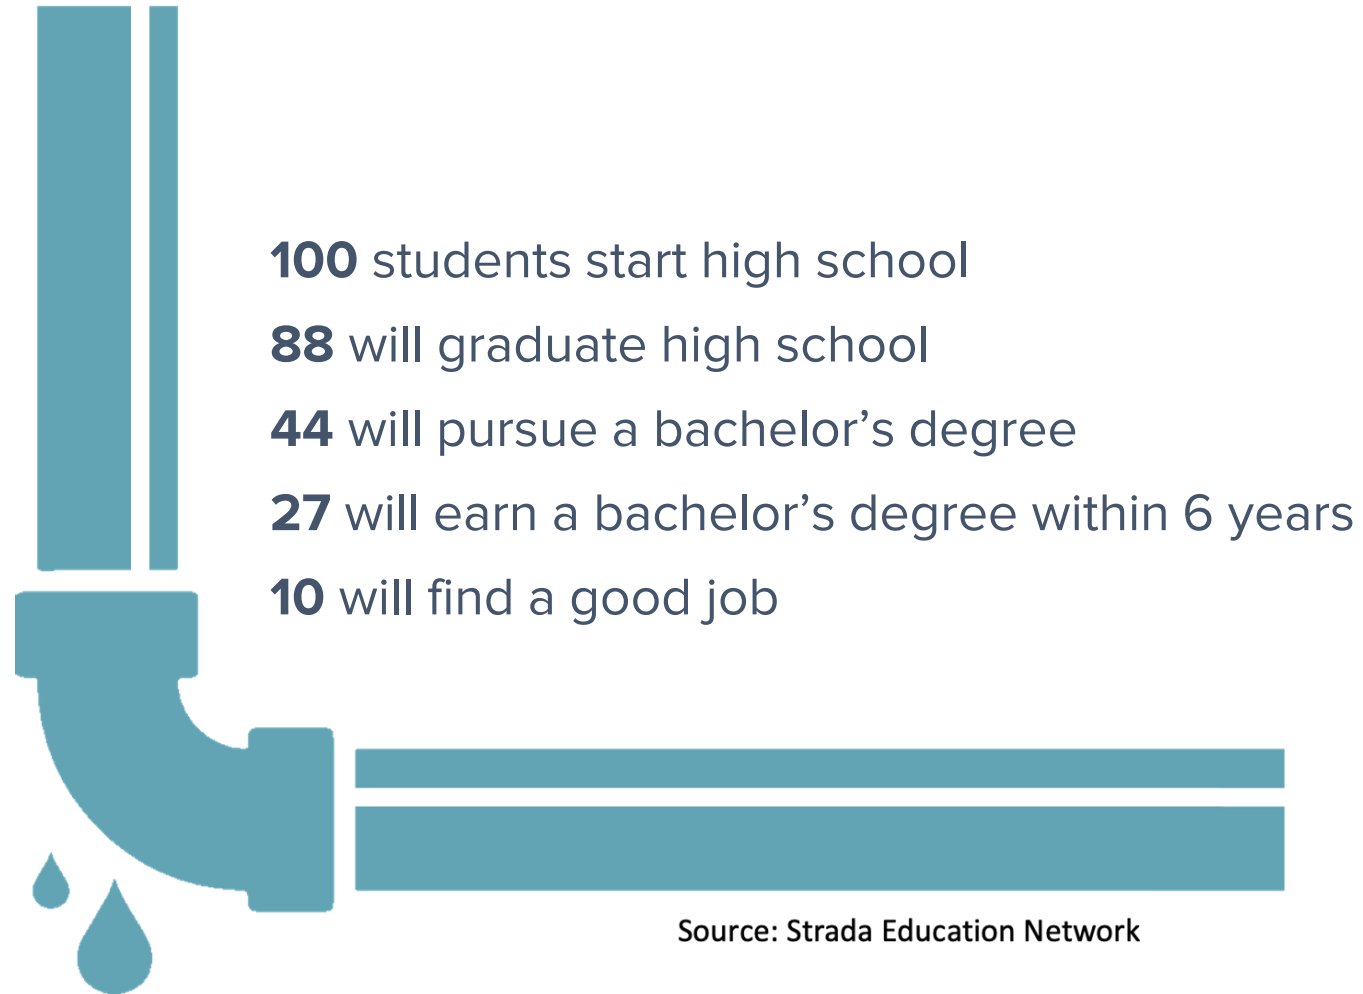 100 students start high school
88 will graduate high school
44 will pursue a bachelor’s degree
27 will earn a bachelor’s degree within 6 years
10 will find a good job
Source: Strada Education Network